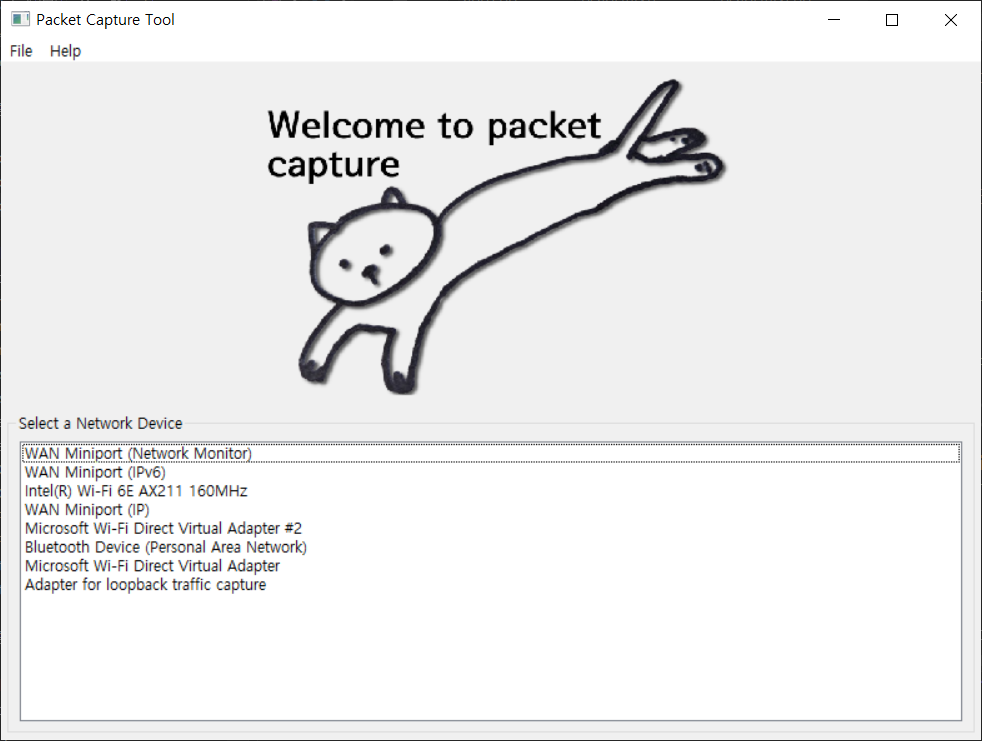 Packet Capture Tool
File Help
Welcome to packet
capture
Select a Network Device
WAN Miniport (Network Monitor)
WAN Miniport (IPv6)
Intel(R) Wi-Fi 6E AX211 160MHz
WAN Miniport (IP)
Microsoft Wi-Fi Direct Virtual Adapter #2
Bluetooth Device (Personal Area Network)
Microsoft Wi-Fi Direct Virtual Adapter
Adapter for loopback traffic capture